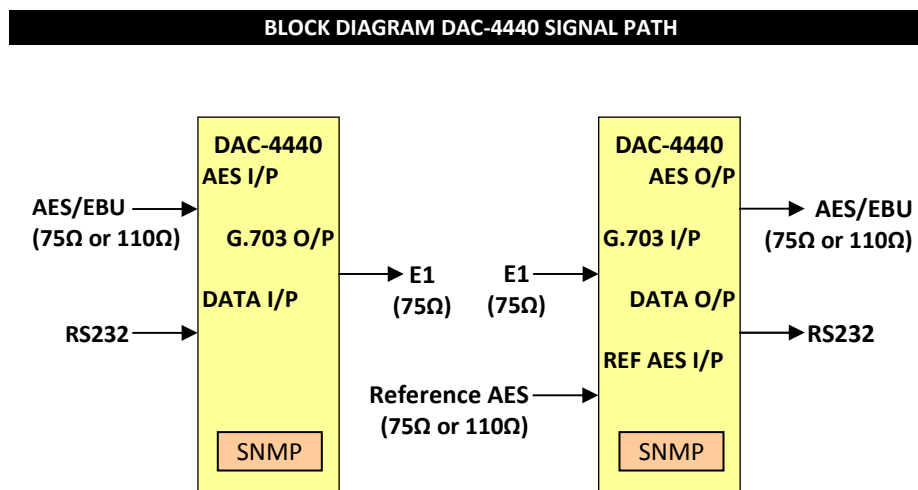 BLOCK DIAGRAM DAC-4440 SIGNAL PATH
DAC-4440
AES I/P
AES/EBU
(75Ω or 110Ω)
G.703 O/P
E1
(75Ω)
DATA I/P
RS232
SNMP
DAC-4440
AES O/P
AES/EBU
(75Ω or 110Ω)
G.703 I/P
E1
(75Ω)
DATA O/P
RS232
REF AES I/P
Reference AES
(75Ω or 110Ω)
SNMP